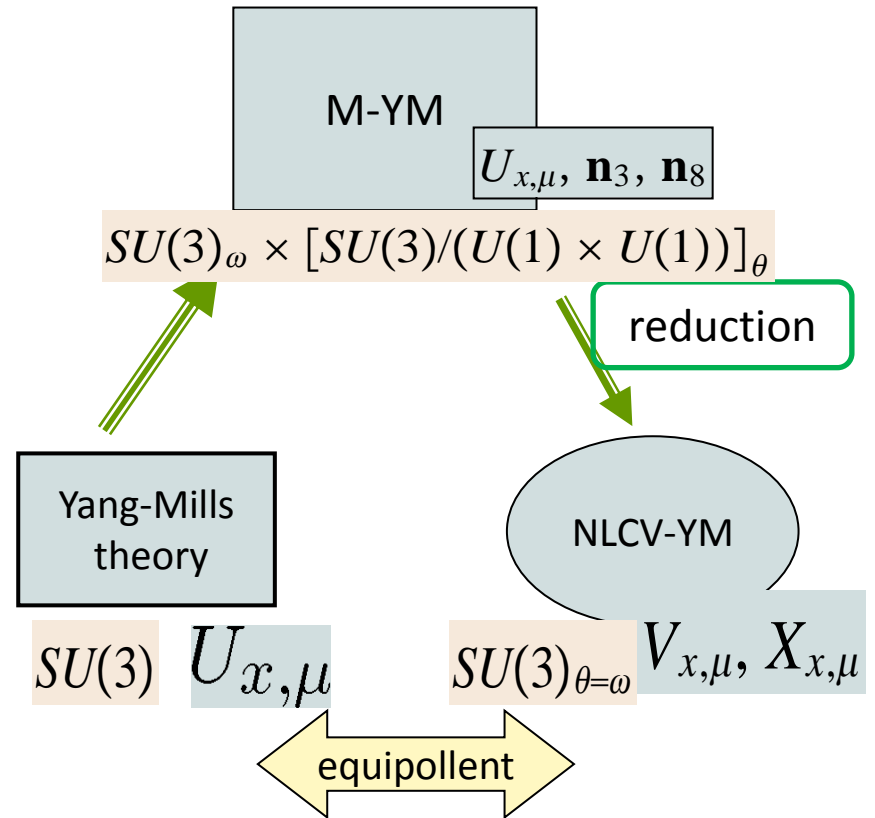 M-YM
U_{x,μ}, n_3, n_8
SU(3)_ω × [SU(3)/(U(1) × U(1))]_θ
reduction
Yang-Mills
theory
NLCV-YM
SU(3) U_{x,μ}
SU(3)_{θ=ω} V_{x,μ}, X_{x,μ}
equipollent